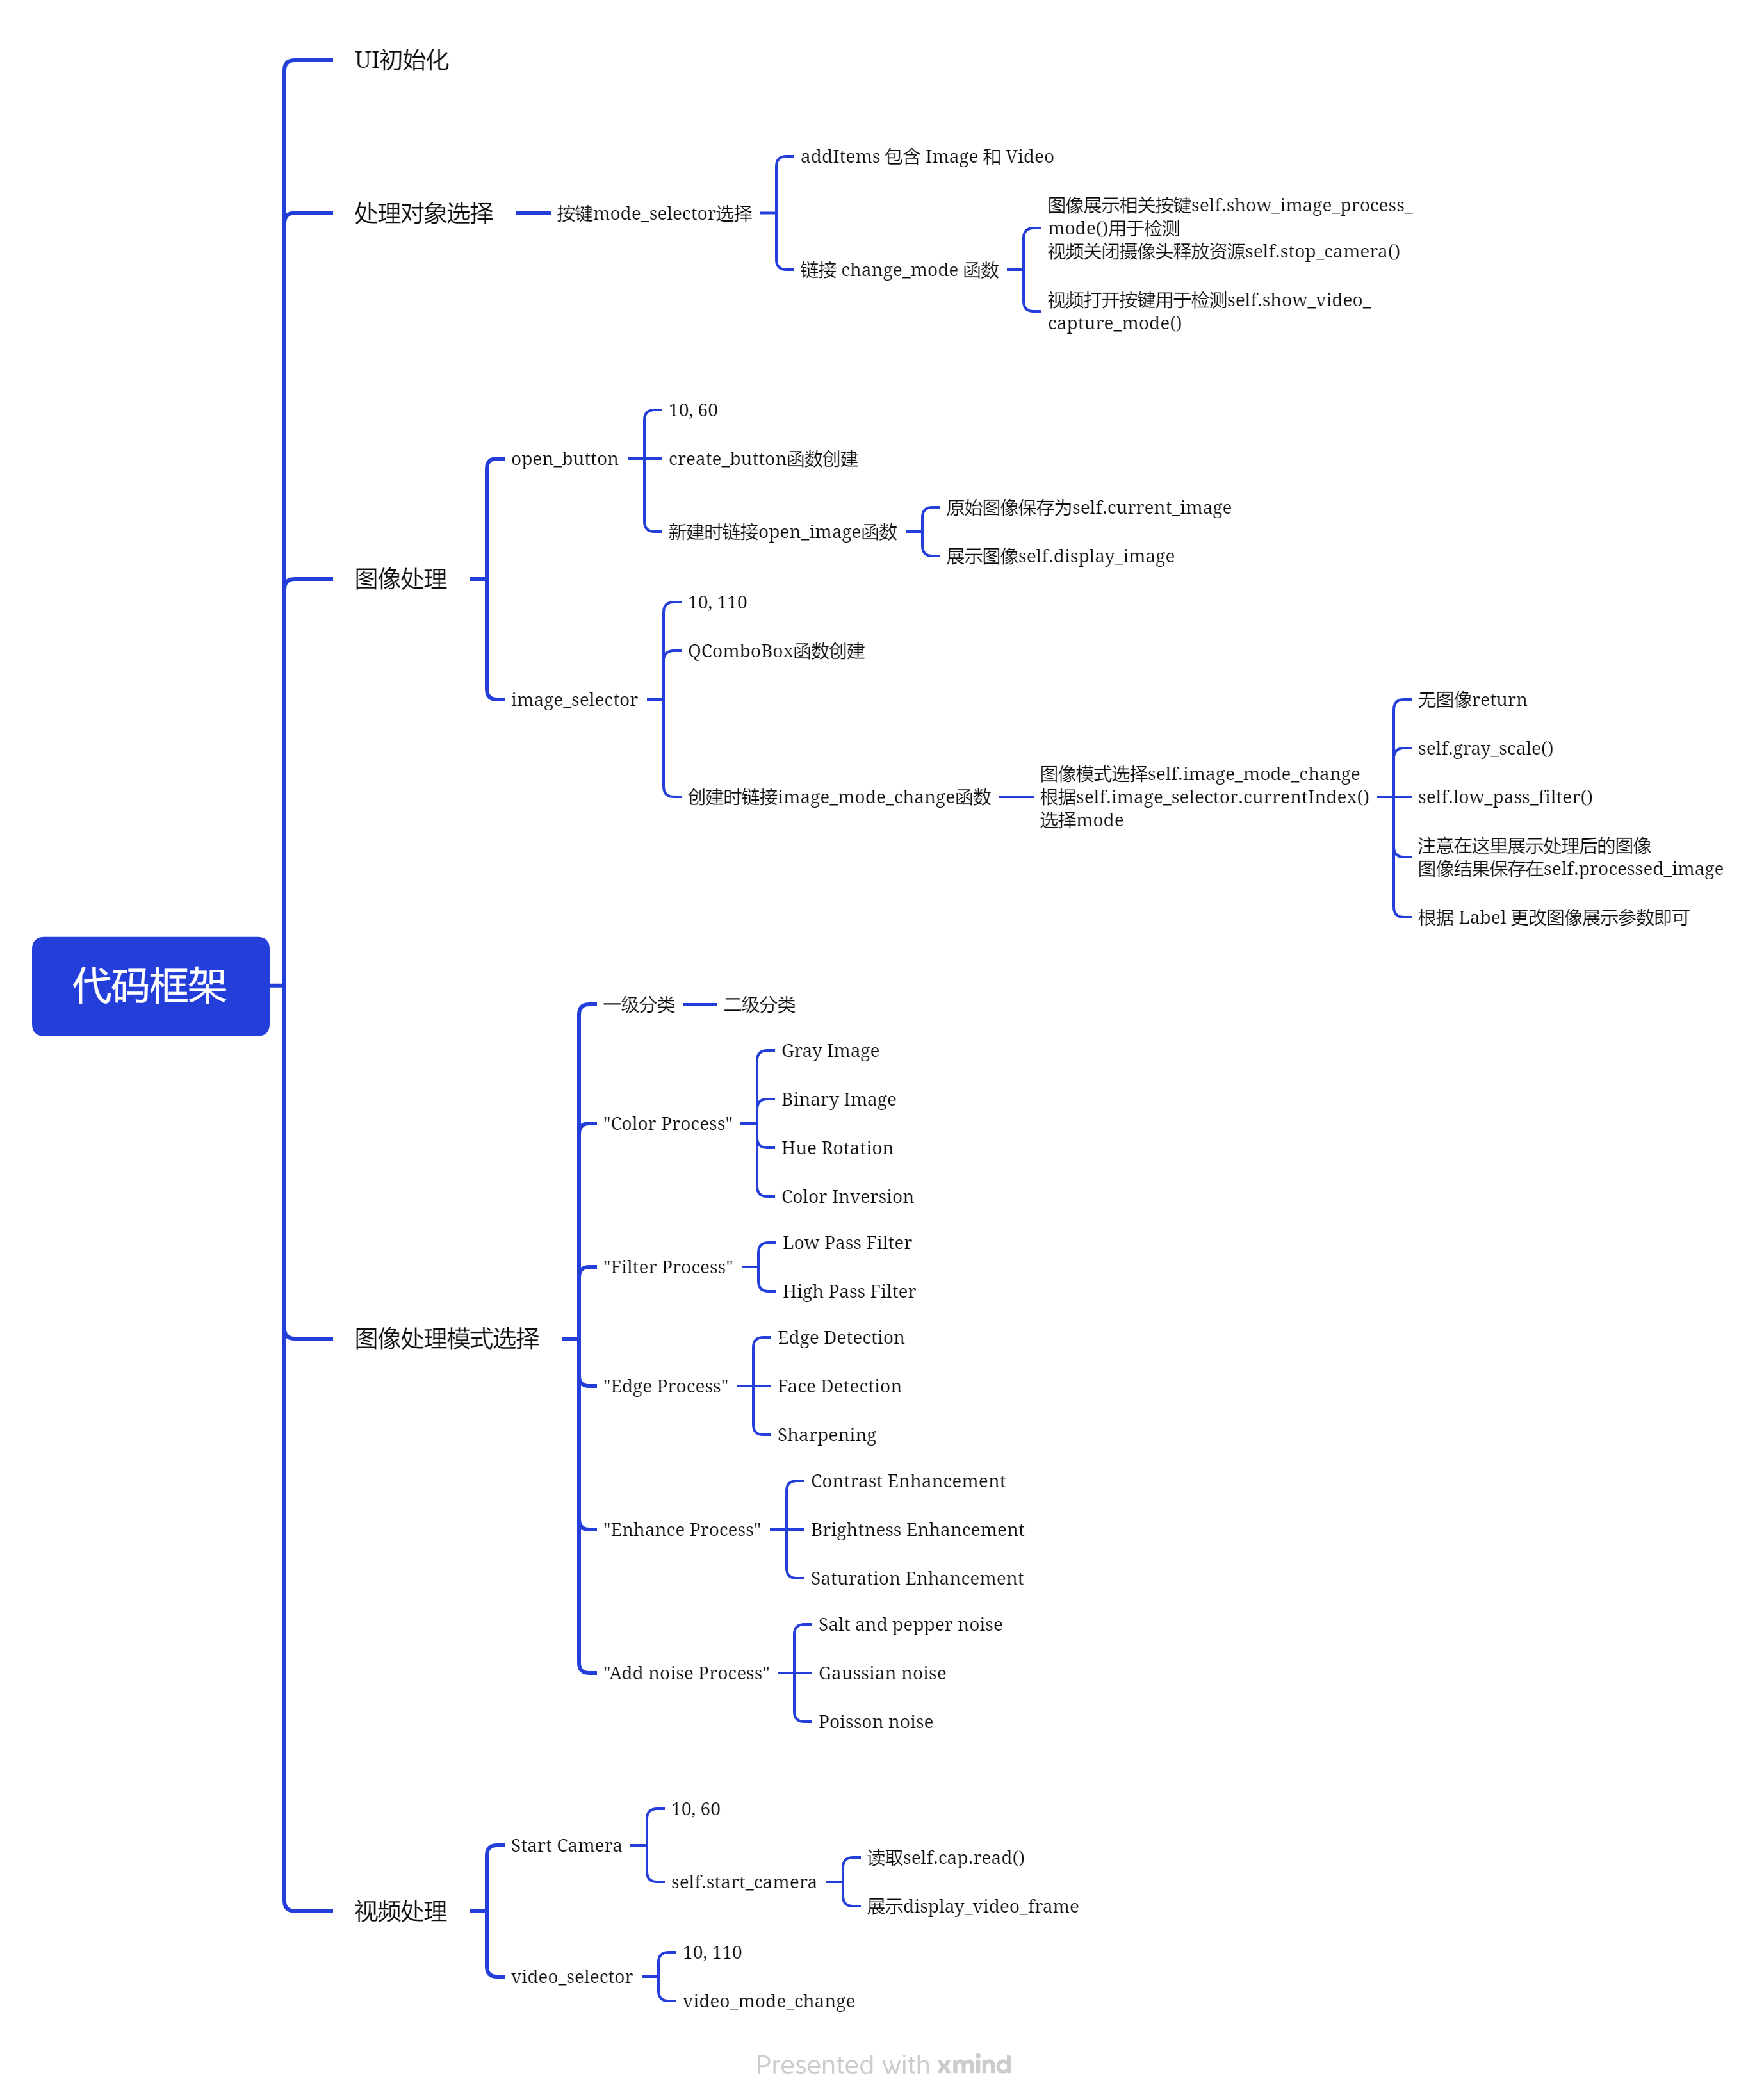 UI初始化
处理对象选择
按键mode_selector选择
addItems 包含 Image 和 Video
链接 change_mode 函数
图像展示相关按键self.show_image_process_
mode()用于检测
视频关闭摄像头释放资源self.stop_camera()
视频打开按键用于检测self.show_video_
capture_mode()
图像处理
open_button
10, 60
create_button函数创建
新建时链接open_image函数
原始图像保存为self.current_image
展示图像self.display_image
image_selector
10, 110
QComboBox函数创建
创建时链接image_mode_change函数
图像模式选择self.image_mode_change
根据self.image_selector.currentIndex()
选择mode
无图像return
self.gray_scale()
self.low_pass_filter()
注意在这里展示处理后的图像
图像结果保存在self.processed_image
根据 Label 更改图像展示参数即可
代码框架
图像处理模式选择
一级分类
二级分类
"Color Process"
Gray Image
Binary Image
Hue Rotation
Color Inversion
"Filter Process"
Low Pass Filter
High Pass Filter
"Edge Process"
Edge Detection
Face Detection
Sharpening
"Enhance Process"
Contrast Enhancement
Brightness Enhancement
Saturation Enhancement
"Add noise Process"
Salt and pepper noise
Gaussian noise
Poisson noise
视频处理
Start Camera
10, 60
self.start_camera
读取self.cap.read()
展示display_video_frame
video_selector
10, 110
video_mode_change
Presented with xmind